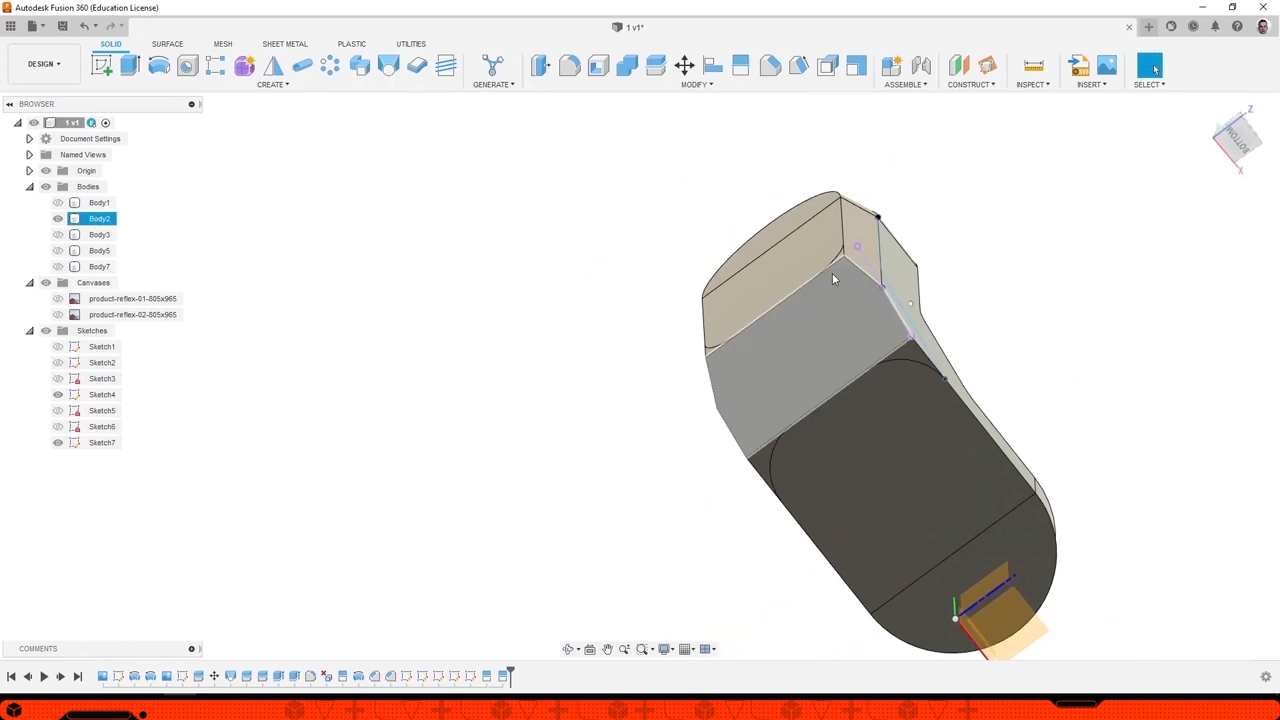 Autodesk Fusion 360 (Education License)
1 v1*
DESIGN
SOLID SURFACE MESH SHEET METAL PLASTIC UTILITIES
CREATE GENERATE MODIFY ASSEMBLE CONSTRUCT INSPECT INSERT SELECT
BROWSER
1 v1
Document Settings
Named Views
Origin
Bodies
Body1
Body2
Body3
Body5
Body7
Canvases
product-reflex-01-805x965
product-reflex-02-805x965
Sketches
Sketch1
Sketch2
Sketch3
Sketch4
Sketch5
Sketch6
Sketch7
Z
BOTTOM
X
COMMENTS